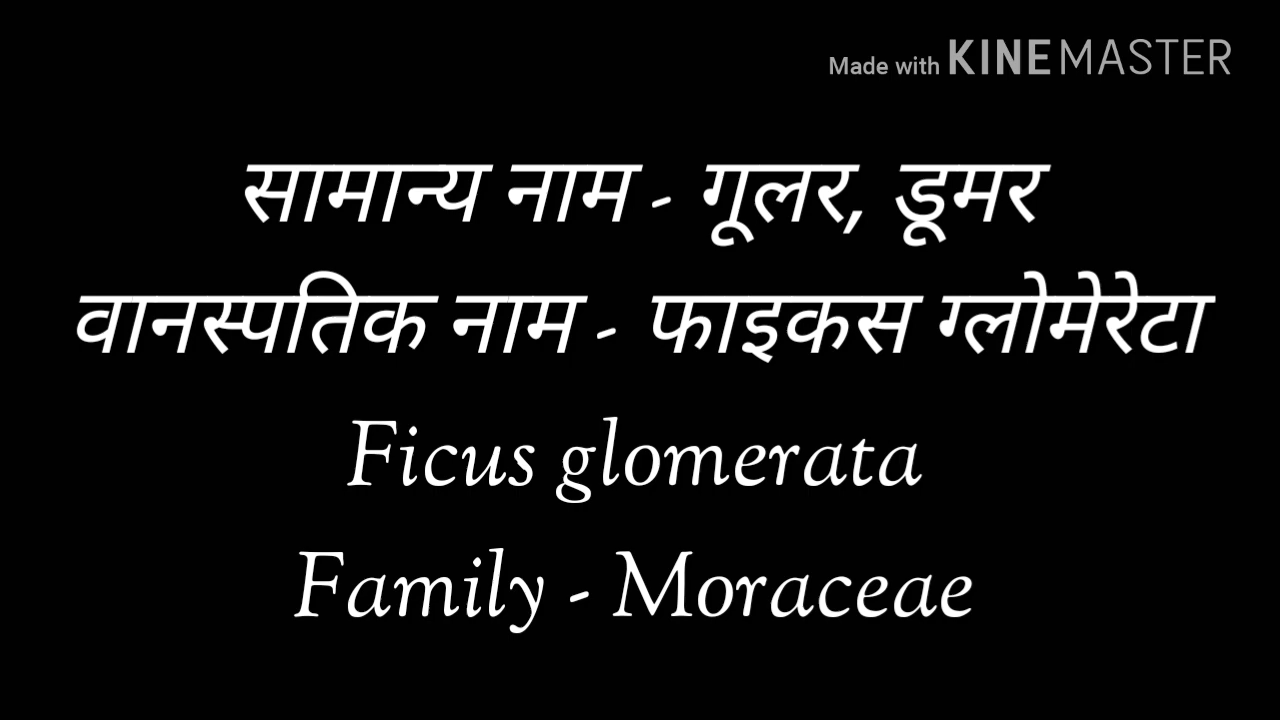 Made with KINEMASTER
सामान्य नाम - गूलर, डूमर
वानस्पतिक नाम - फाइकस ग्लोमेरेटा
Ficus glomerata
Family - Moraceae